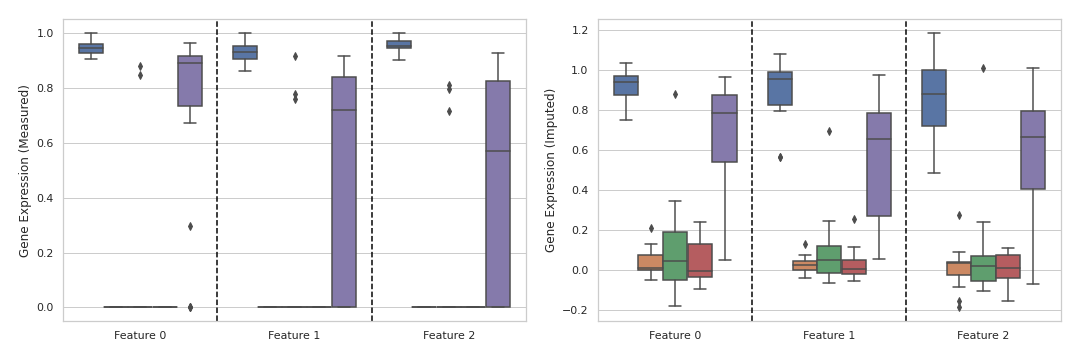 Gene Expression (Measured)
1.0
0.8
0.6
0.4
0.2
0.0
Feature 0
Feature 1
Feature 2
Gene Expression (Imputed)
1.2
1.0
0.8
0.6
0.4
0.2
0.0
−0.2
Feature 0
Feature 1
Feature 2